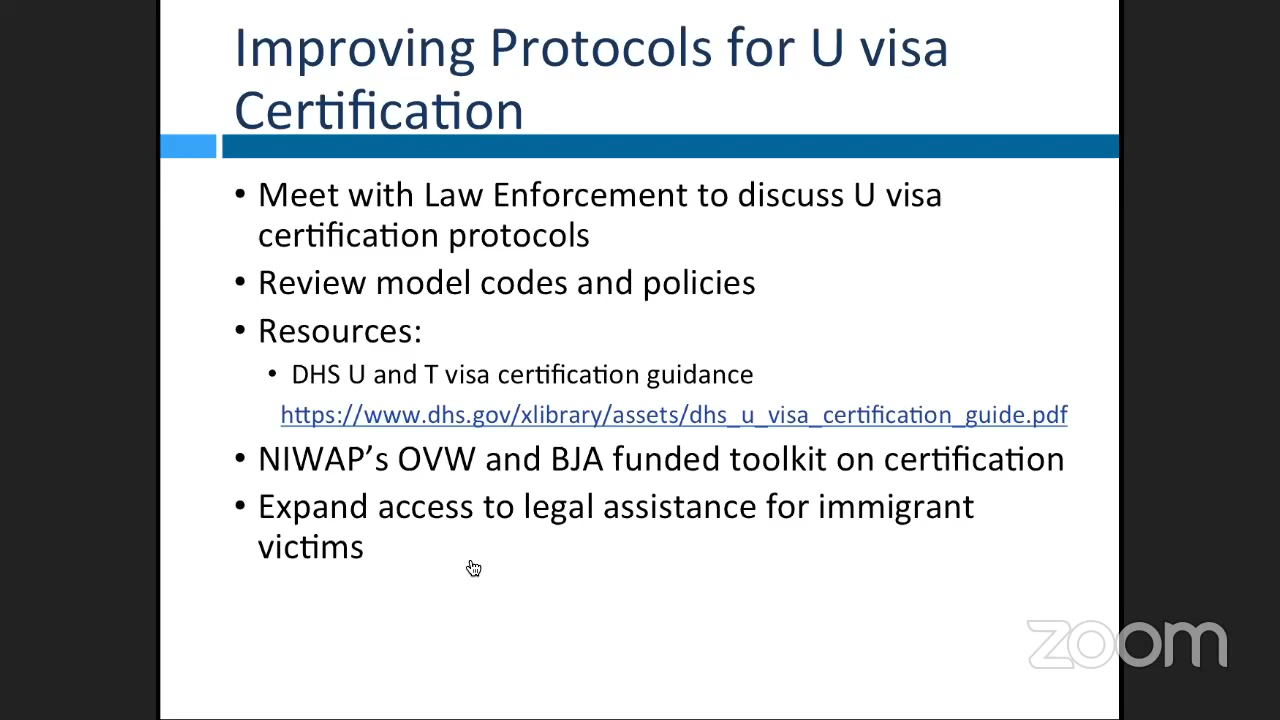 Improving Protocols for U visa
Certification
• Meet with Law Enforcement to discuss U visa
certification protocols
• Review model codes and policies
• Resources:
• DHS U and T visa certification guidance
https://www.dhs.gov/xlibrary/assets/dhs_u_visa_certification_guide.pdf
• NIWAP’s OVW and BJA funded toolkit on certification
• Expand access to legal assistance for immigrant
victims
zoom